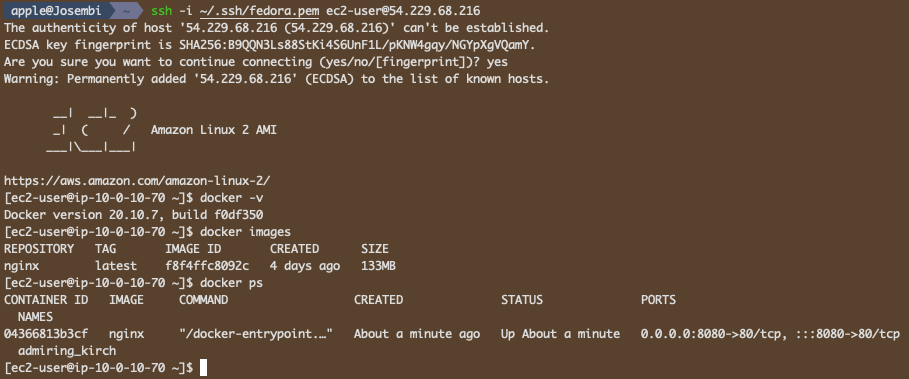 apple@Josembi ~ ssh -i ~/.ssh/fedora.pem ec2-user@54.229.68.216
The authenticity of host '54.229.68.216 (54.229.68.216)' can't be established.
ECDSA key fingerprint is SHA256:B9QQN3Ls88StKi4S6UnF1L/pKNW4gqy/NGYpXgVQamY.
Are you sure you want to continue connecting (yes/no/[fingerprint])? yes
Warning: Permanently added '54.229.68.216' (ECDSA) to the list of known hosts.
       __|  __|_  )
       _|  (     /   Amazon Linux 2 AMI
      ___|\___|___|
https://aws.amazon.com/amazon-linux-2/
[ec2-user@ip-10-0-10-70 ~]$ docker -v
Docker version 20.10.7, build f0df350
[ec2-user@ip-10-0-10-70 ~]$ docker images
REPOSITORY   TAG       IMAGE ID       CREATED      SIZE
nginx        latest    f8f4ffc8092c   4 days ago   133MB
[ec2-user@ip-10-0-10-70 ~]$ docker ps
CONTAINER ID   IMAGE     COMMAND                  CREATED              STATUS              PORTS
  NAMES
04366813b3cf   nginx     "/docker-entrypoint.…"   About a minute ago   Up About a minute   0.0.0.0:8080->80/tcp, :::8080->80/tcp
  admiring_kirch
[ec2-user@ip-10-0-10-70 ~]$